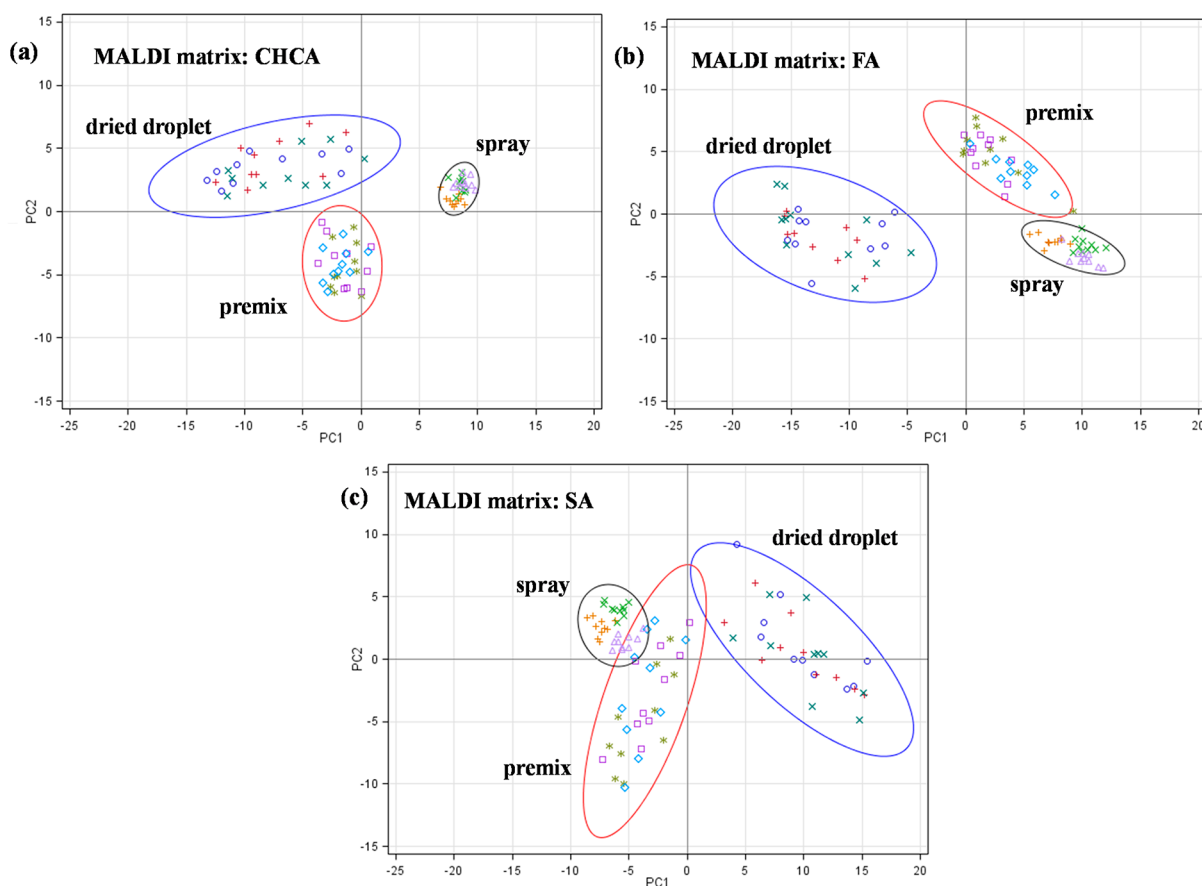 (a)
MALDI matrix: CHCA
dried droplet
spray
premix
15
10
5
0
-5
-10
-15
PC2
-25 -20 -15 -10 -5 0 5 10 15 20
PC1
(b)
MALDI matrix: FA
premix
dried droplet
spray
15
10
5
0
-5
-10
-15
PC2
-25 -20 -15 -10 -5 0 5 10 15 20
PC1
(c)
MALDI matrix: SA
dried droplet
spray
premix
15
10
5
0
-5
-10
-15
PC2
-25 -20 -15 -10 -5 0 5 10 15 20
PC1